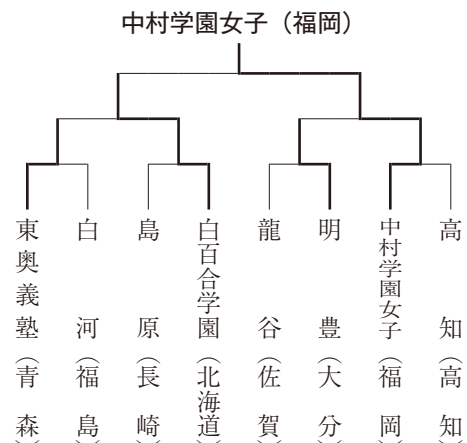 中村学園女子（福岡）
東奥義塾（青森）
白河（福島）
島原（長崎）
白百合学園（北海道）
龍谷（佐賀）
明豊（大分）
中村学園女子（福岡）
高知（高知）